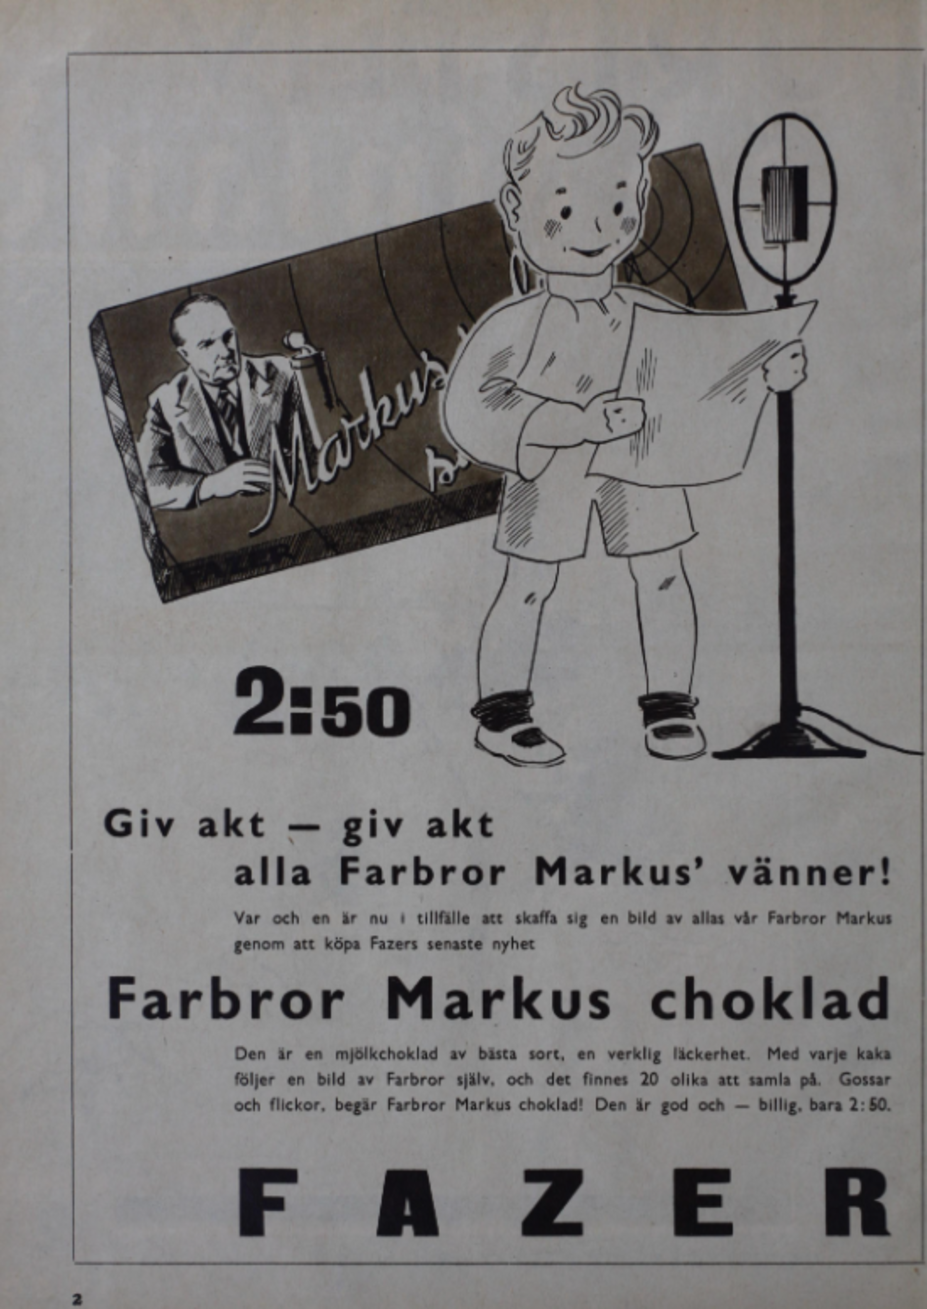 Markus
FAZER
2:50
Giv akt — giv akt
alla Farbror Markus’ vänner!
Var och en är nu i tillfälle att skaffa sig en bild av allas vår Farbror Markus
genom att köpa Fazers senaste nyhet
Farbror Markus choklad
Den är en mjölkchoklad av bästa sort, en verklig läckerhet. Med varje kaka
följer en bild av Farbror själv, och det finnes 20 olika att samla på. Gossar
och flickor, begär Farbror Markus choklad! Den är god och — billig, bara 2:50.
FAZER
2